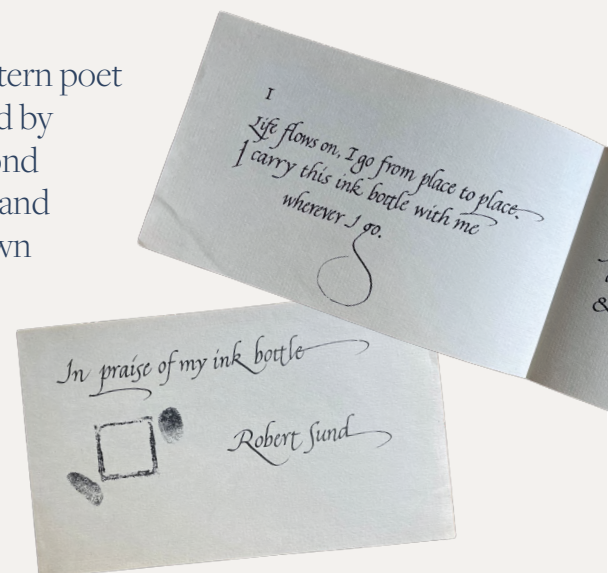 tern poet
d by
ond
and
wn
I
Life flows on, I go from place to place.
I carry this ink bottle with me
wherever I go.
&
In praise of my ink bottle
Robert Sund